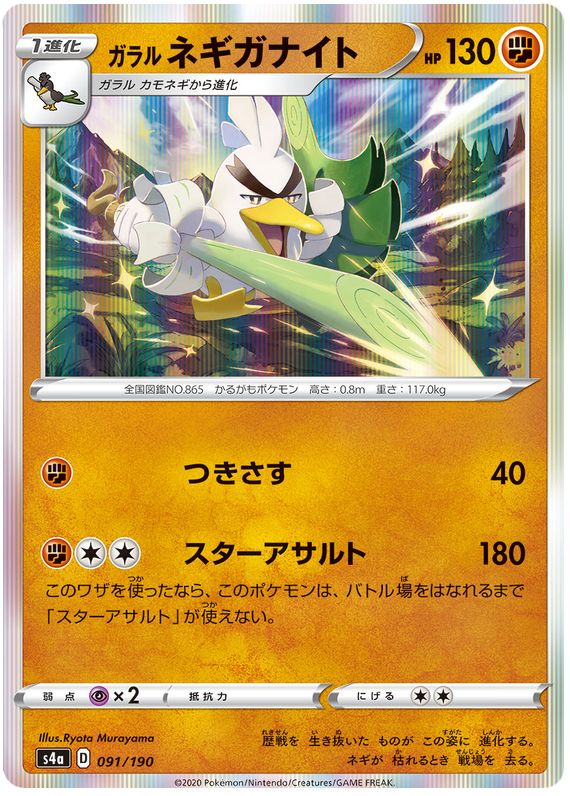 1進化
ガラル ネギガナイト
HP 130
ガラル カモネギから進化
全国図鑑NO.865 かるがもポケモン 高さ:0.8m 重さ:117.0kg
つきさす 40
スターアサルト 180
このワザを使ったなら、このポケモンは、バトル場をはなれるまで
「スターアサルト」が使えない。
弱点 ×2 抵抗力 にげる
Illus.Ryota Murayama
s4a D 091/190
歴戦を 生き抜いた ものが この姿に 進化する。
ネギが 枯れるとき 戦場を 去る。
©2020 Pokémon/Nintendo/Creatures/GAME FREAK.